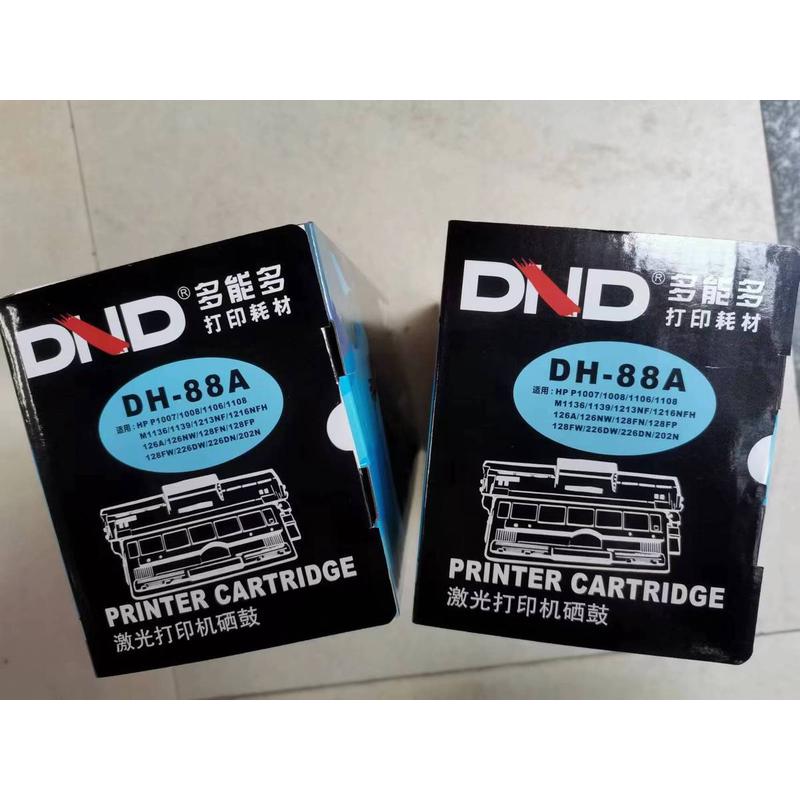 DND® 多能多
打印耗材
DH-88A
适用:HP P1007/1008/1106/1108
M1136/1139/1213NF/1216NFH
126A/126NW/128FN/128FP
128FW/226DW/226DN/202N
PRINTER CARTRIDGE
激光打印机硒鼓
DND® 多能多
打印耗材
DH-88A
适用:HP P1007/1008/1106/1108
M1136/1139/1213NF/1216NFH
126A/126NW/128FN/128FP
128FW/226DW/226DN/202N
PRINTER CARTRIDGE
激光打印机硒鼓